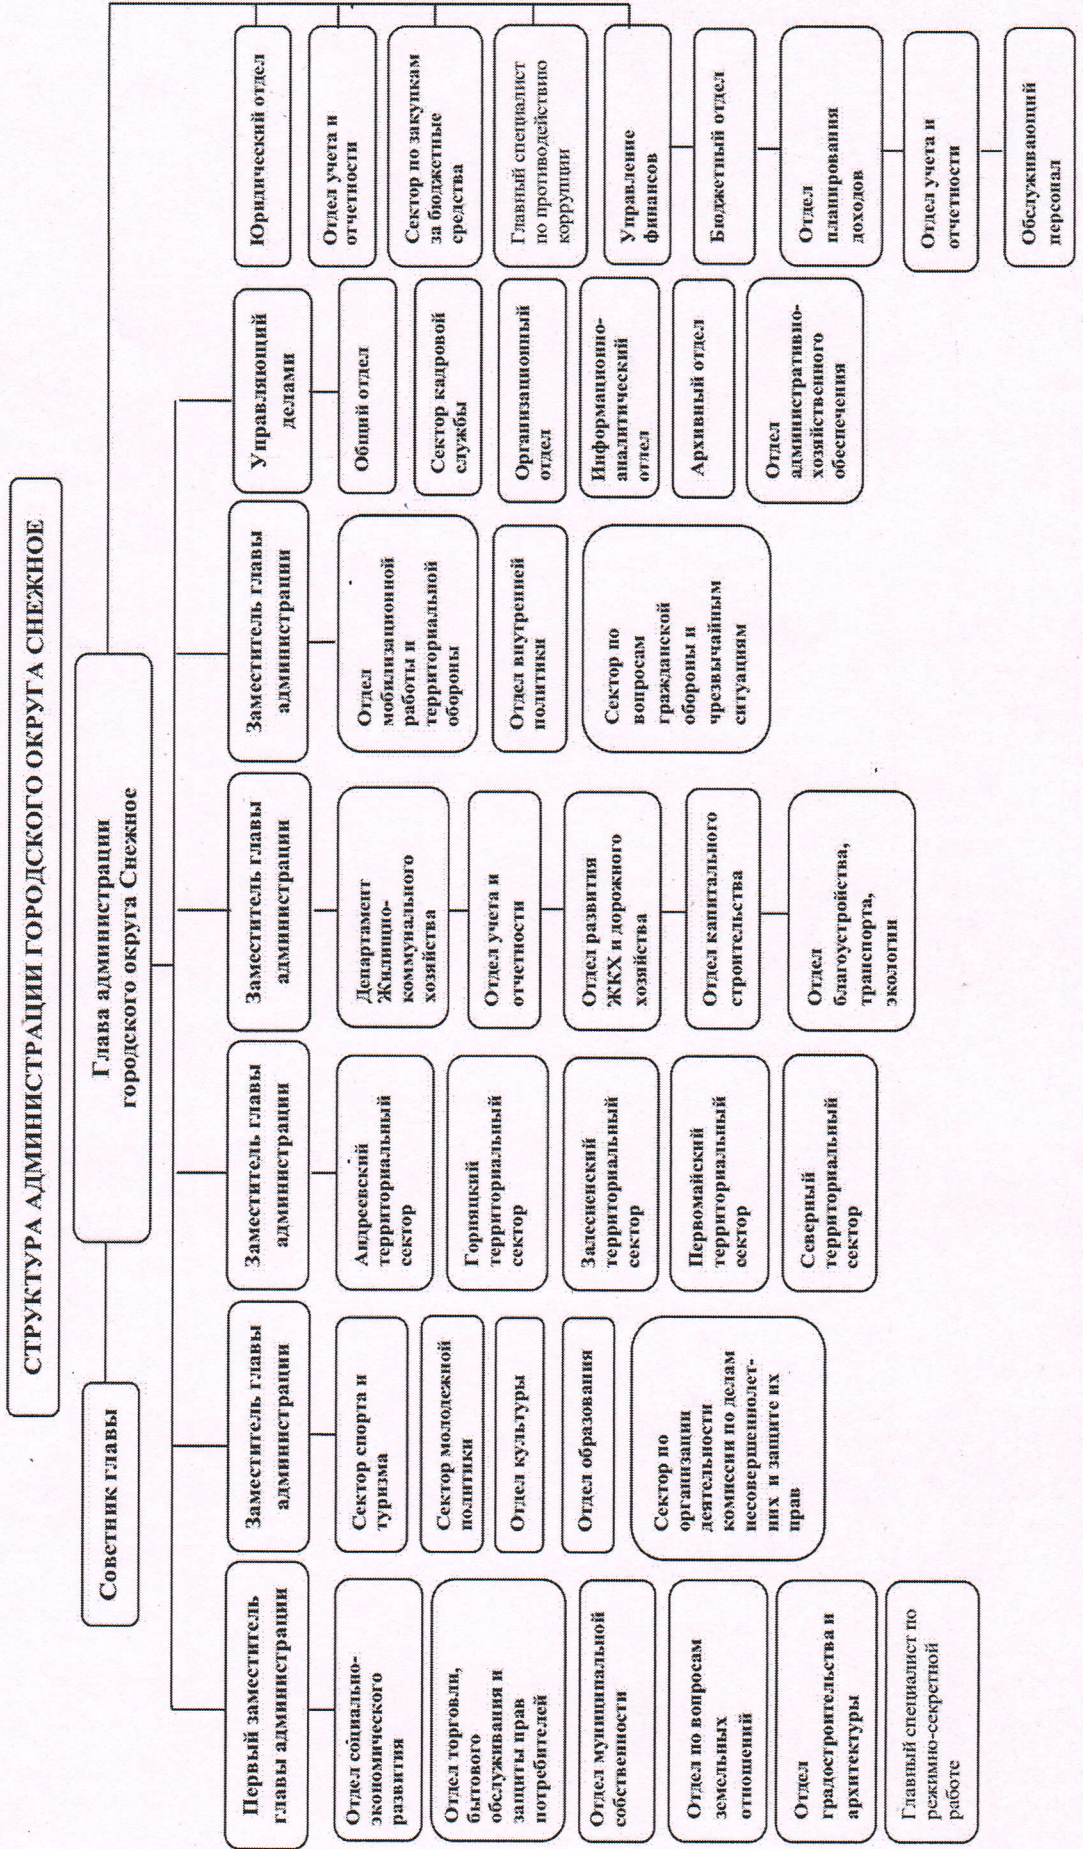 СТРУКТУРА АДМИНИСТРАЦИИ ГОРОДСКОГО ОКРУГА СНЕЖНОЕ
Советник главы
Глава администрации
городского округа Снежное
Первый заместитель
главы администрации
Отдел социально-
экономического
развития
Отдел торговли,
бытового
обслуживания и
защиты прав
потребителей
Отдел муниципальной
собственности
Отдел по вопросам
земельных
отношений
Отдел
градостроительства и
архитектуры
Главный специалист по
режимно-секретной
работе
Заместитель главы
администрации
Сектор спорта и
туризма
Сектор молодежной
политики
Отдел культуры
Отдел образования
Сектор по
организации
деятельности
комиссии по делам
несовершеннолет-
них и защите их
прав
Заместитель главы
администрации
Андреевский
территориальный
сектор
Горняцкий
территориальный
сектор
Залесненский
территориальный
сектор
Первомайский
территориальный
сектор
Северный
территориальный
сектор
Заместитель главы
администрации
Департамент
Жилищно-
коммунального
хозяйства
Отдел учета и
отчетности
Отдел развития
ЖКХ и дорожного
хозяйства
Отдел капитального
строительства
Отдел
благоустройства,
транспорта,
экологии
Заместитель главы
администрации
Отдел
мобилизационной
работы и
территориальной
обороны
Отдел внутренней
политики
Сектор по
вопросам
гражданской
обороны и
чрезвычайным
ситуациям
Управляющий
делами
Общий отдел
Сектор кадровой
службы
Организационный
отдел
Информационно-
аналитический
отдел
Архивный отдел
Отдел
административно-
хозяйственного
обеспечения
Юридический отдел
Отдел учета и
отчетности
Сектор по закупкам
за бюджетные
средства
Главный специалист
по противодействию
коррупции
Управление
финансов
Бюджетный отдел
Отдел
планирования
доходов
Отдел учета и
отчетности
Обслуживающий
персонал